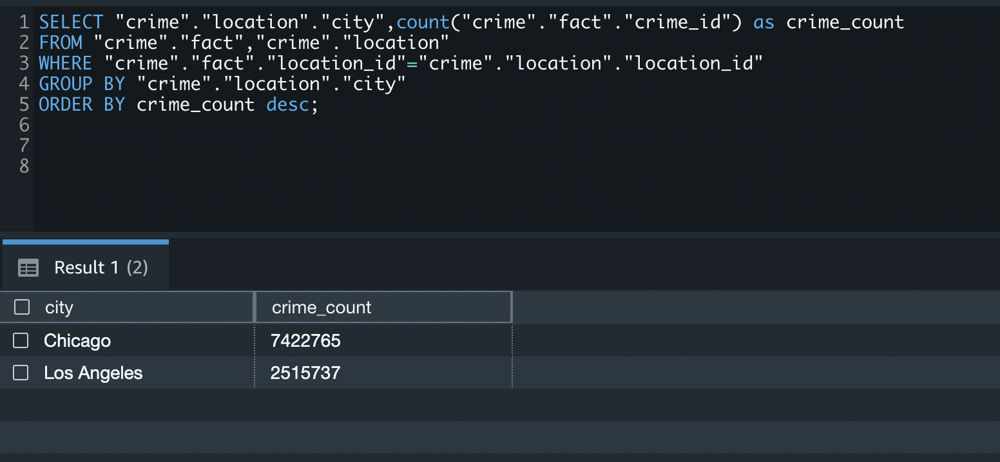 1 SELECT "crime"."location"."city",count("crime"."fact"."crime_id") as crime_count
2 FROM "crime"."fact","crime"."location"
3 WHERE "crime"."fact"."location_id"="crime"."location"."location_id"
4 GROUP BY "crime"."location"."city"
5 ORDER BY crime_count desc;
6
7
8
Result 1 (2)
city crime_count
Chicago 7422765
Los Angeles 2515737